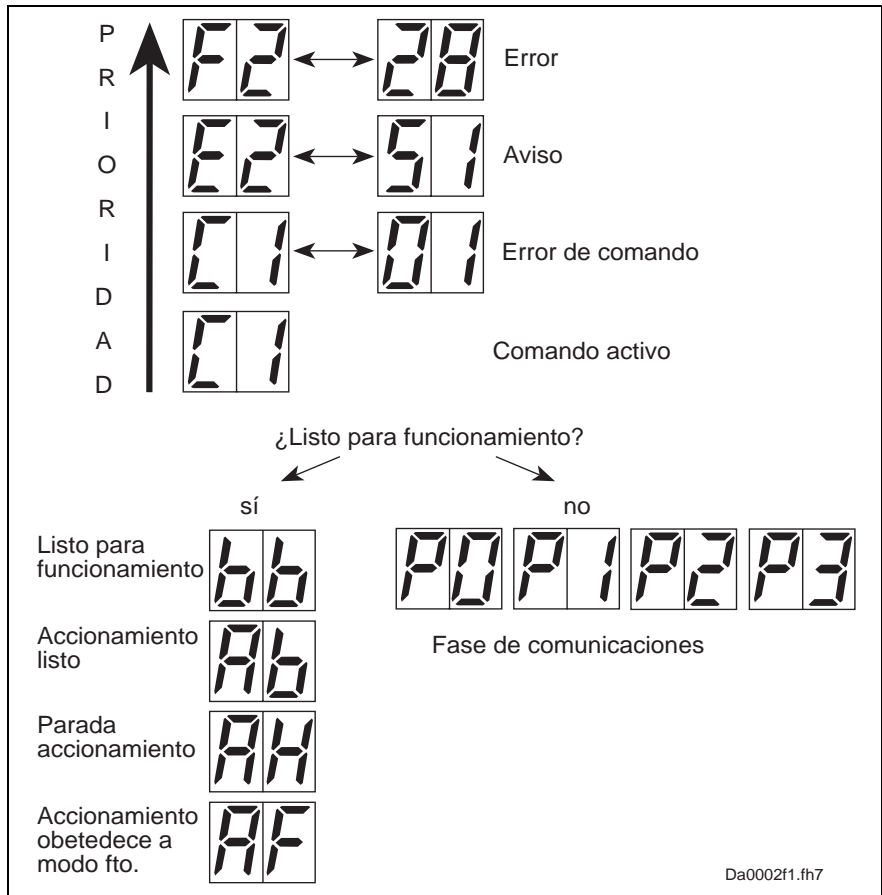 PRIORIDAD
F2 28 Error
E2 51 Aviso
C1 01 Error de comando
C1 Comando activo
¿Listo para funcionamiento?
sí no
Listo para
funcionamiento
bb
P0 P1 P2 P3
Fase de comunicaciones
Accionamiento
listo
Ab
Parada
accionamiento
AH
Accionamiento
obetedece a
modo fto.
AF
Da0002f1.fh7